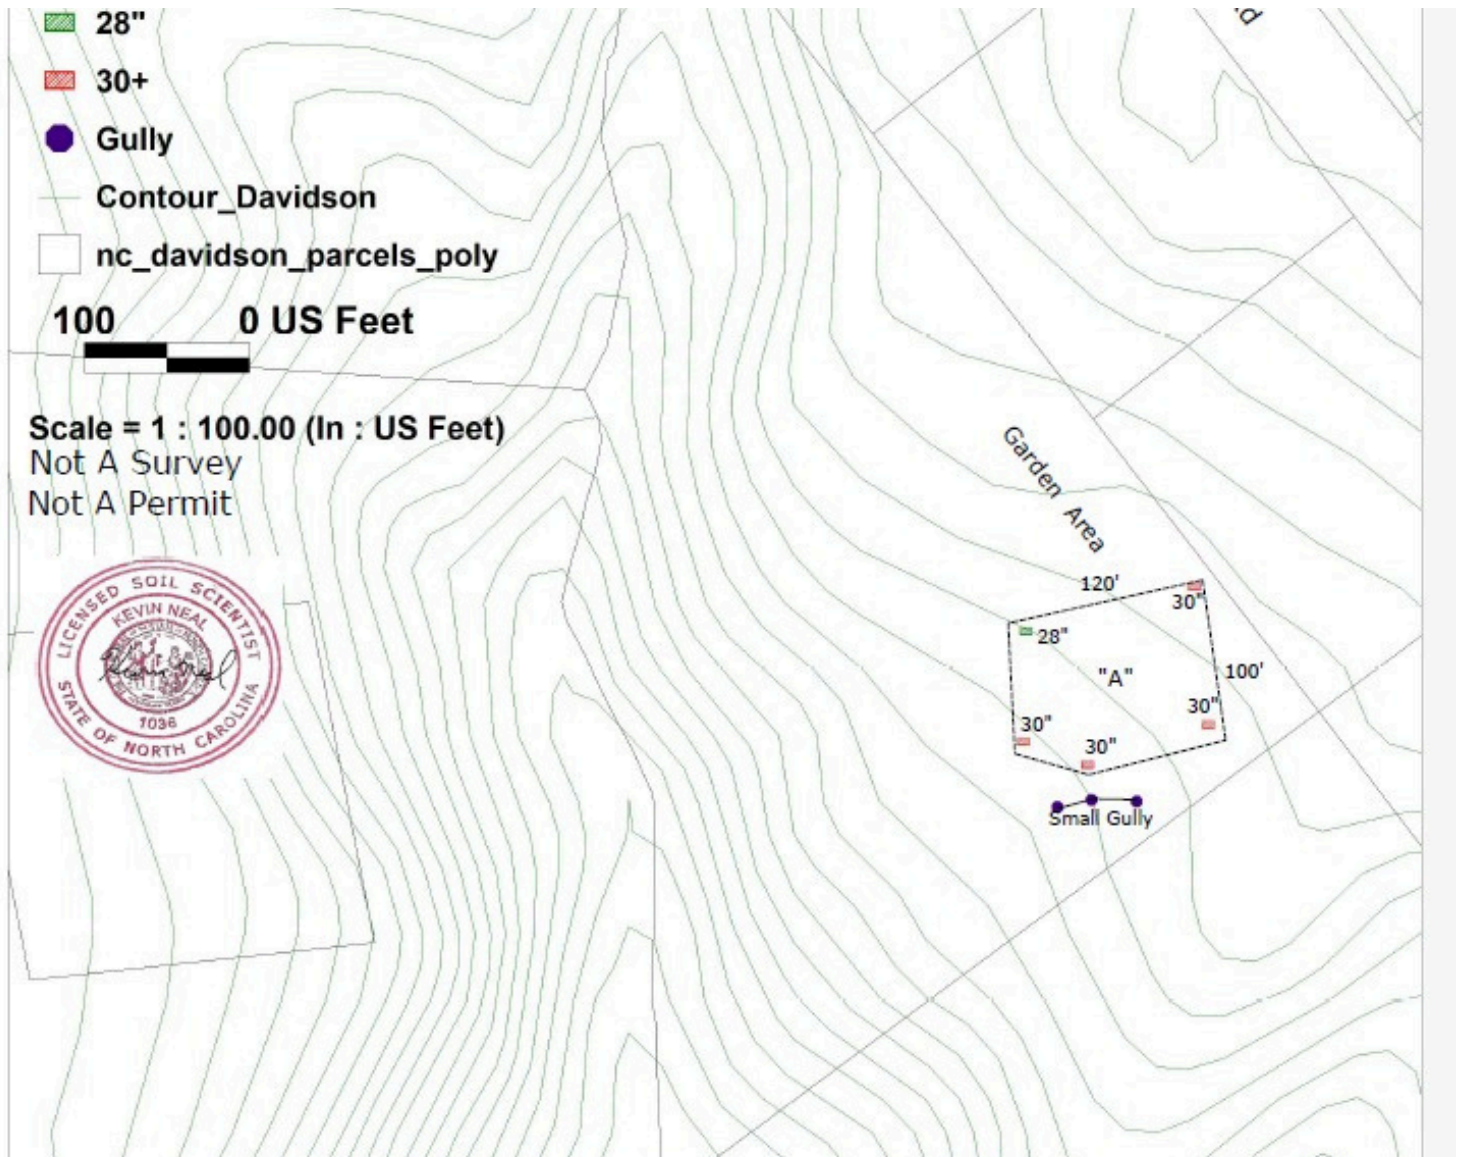 28"
30+
Gully
Contour_Davidson
nc_davidson_parcels_poly
100 0 US Feet
Scale = 1 : 100.00 (In : US Feet)
Not A Survey
Not A Permit
LICENSED SOIL SCIENTIST
KEVIN NEAL
1036
STATE OF NORTH CAROLINA
Garden Area
120'
30"
28"
"A"
100'
30"
30"
30"
Small Gully